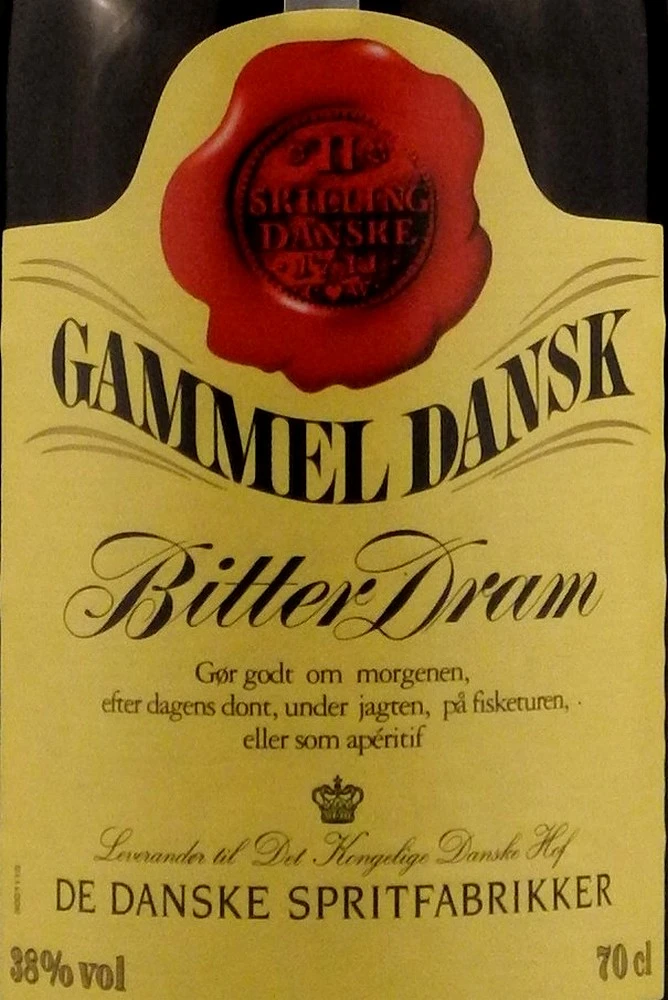 II
SKILLING
DANSKE
GAMMEL DANSK
Bitter Dram
Gør godt om morgenen,
efter dagens dont, under jagten, på fisketuren,
eller som apéritif
Leverandør til Det Kongelige Danske Hof
DE DANSKE SPRITFABRIKKER
38% vol
70 cl